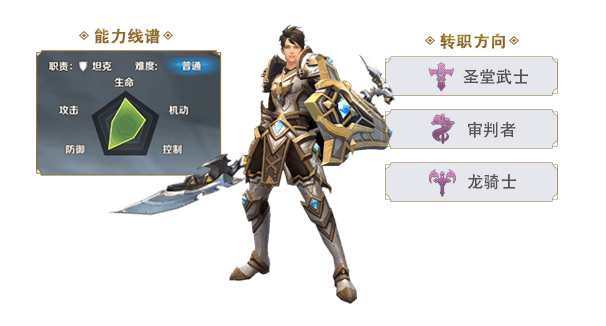 能力线谱
职责：坦克 难度：普通
生命
攻击 机动
防御 控制
转职方向
圣堂武士
审判者
龙骑士